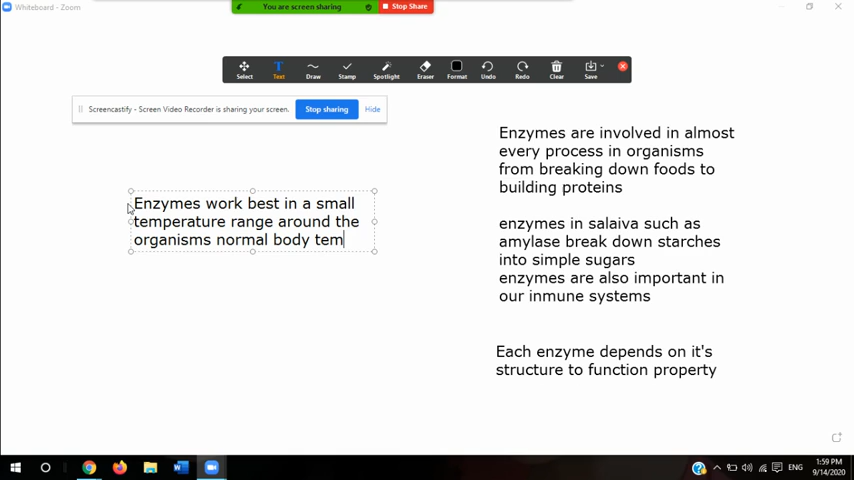 Whiteboard - Zoom
You are screen sharing
Stop Share
Select
Text
Draw
Stamp
Spotlight
Eraser
Format
Undo
Redo
Clear
Save
Screencastify - Screen Video Recorder is sharing your screen.
Stop sharing
Hide
Enzymes work best in a small
temperature range around the
organisms normal body tem
Enzymes are involved in almost
every process in organisms
from breaking down foods to
building proteins
enzymes in salaiva such as
amylase break down starches
into simple sugars
enzymes are also important in
our inmune systems
Each enzyme depends on it's
structure to function property
ENG
1:59 PM
9/14/2020